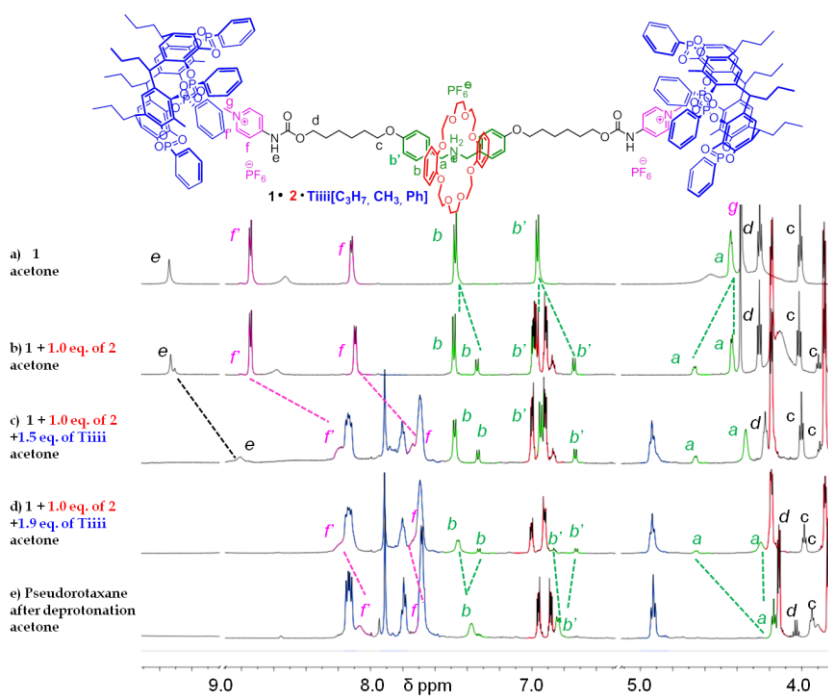 PF6⊖
O
P
g
N
+
f'
f
N
H
e
O
O
d
c
O
b'
b
a
NH2
O
O
N
H
O
PF6⊖
1• 2 • Tiiii[C3H7, CH3, Ph]
PF6⊖
a) 1
acetone
e f' f b b' a g d c
b) 1 + 1.0 eq. of 2
acetone
e f' f b b b' b' a a d c c
c) 1 + 1.0 eq. of 2
+1.5 eq. of Tiiii
acetone
e f' f b b b' b' a a d c c
d) 1 + 1.0 eq. of 2
+1.9 eq. of Tiiii
acetone
f' f b b b' b' a a d c c
e) Pseudorotaxane
after deprotonation
acetone
f' f b b' a d c
9.0 8.0 δ ppm 7.0 5.0 4.0